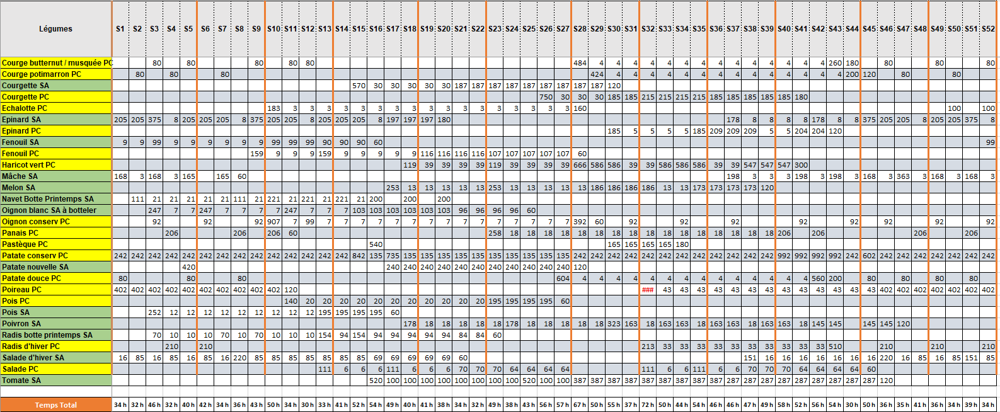 Légumes S1 S2 S3 S4 S5 S6 S7 S8 S9 S10 S11 S12 S13 S14 S15 S16 S17 S18 S19 S20 S21 S22 S23 S24 S25 S26 S27 S28 S29 S30 S31 S32 S33 S34 S35 S36 S37 S38 S39 S40 S41 S42 S43 S44 S45 S46 S47 S48 S49 S50 S51 S52
Courge butternut / musquée PC 80 80 80 80 80 484 4 4 4 4 4 4 4 4 4 4 4 4 4 4 260 180 80 80 80
Courge potimarron PC 80 80 80 424 4 4 4 4 4 4 4 4 4 4 4 4 4 4 200 120 80 80
Courgette SA 570 30 30 30 30 30 187 187 187 187 187 187 187 187 187 120
Courgette PC 750 30 30 30 185 185 215 215 215 215 185 185 185 185 185 180
Echalotte PC 183 3 3 3 3 3 3 3 3 3 3 3 3 3 3 3 3 3 160 100 100
Epinard SA 205 205 375 8 205 205 205 8 375 205 205 8 205 205 205 8 197 197 197 180 178 8 8 8 178 8 8 375 205 205 8 205 205 375 8
Epinard PC 185 5 5 5 5 185 209 209 209 5 5 204 204 120
Fenouil SA 9 9 99 9 9 9 9 9 9 99 99 99 90 90 90 60 99
Fenouil PC 159 9 9 9 159 9 9 9 9 9 116 116 116 116 107 107 107 107 107 60
Haricot vert PC 119 39 39 39 39 119 39 39 39 39 666 586 586 39 39 586 586 586 39 39 547 547 547 300
Mâche SA 168 3 168 3 165 165 60 198 3 3 3 198 3 198 3 168 3 363 3 168 3 168 3
Melon SA 253 13 13 13 13 13 253 13 13 13 13 13 186 186 186 186 13 13 173 173 173 173 120
Navet Botte Printemps SA 111 21 21 21 21 21 111 21 221 21 221 21 221 21 200 200 200
Oignon blanc SA à botteler 247 7 7 247 7 7 7 7 247 7 7 7 103 103 103 103 103 103 96 96 96 96 60
Oignon conserv PC 92 92 92 907 7 99 7 7 7 7 7 7 7 7 7 7 7 7 7 7 7 392 60 92 92 92 92 92 92 92 92
Panais PC 206 206 206 60 258 18 18 18 18 18 18 18 18 18 18 18 18 18 18 18 18 206 206 206 206
Pastèque PC 540 165 165 165 165 180
Patate conserv PC 242 242 242 242 242 242 242 242 242 242 242 242 242 242 842 135 735 135 135 135 135 135 135 135 135 135 135 242 242 242 242 242 242 242 242 242 242 242 242 992 992 992 992 242 602 242 242 242 242 242 242 242
Patate nouvelle SA 420 240 240 240 240 240 240 240 240 240 240 240 120
Patate douce PC 80 80 80 604 4 4 4 4 4 4 4 4 4 4 4 4 4 4 560 200 80 80 80 80
Poireau PC 402 402 402 402 402 402 402 402 402 402 120 ### 43 43 43 43 43 43 43 43 43 43 43 43 43 402 402 402 402 402 402 402
Pois PC 140 20 20 20 20 20 20 20 20 20 20 20 195 195 195 195 60
Pois SA 252 12 12 12 12 12 12 12 12 12 195 195 195 195 60
Poivron SA 178 18 18 18 18 18 178 18 18 18 18 18 323 163 18 163 163 18 163 163 18 163 163 18 145 145 145 145 120
Radis botte printemps SA 70 10 10 10 70 10 70 10 10 10 154 94 154 94 94 94 94 94 84 84 60
Radis d'hiver PC 210 210 213 33 33 33 33 33 33 33 33 33 33 510 210 210 210
Salade d'hiver SA 16 85 16 85 16 85 16 220 85 85 85 85 85 85 85 69 69 69 69 69 60 151 16 16 16 16 16 16 16 220 16 85 16 85 151 85
Salade PC 111 6 6 6 111 6 6 6 70 70 70 64 64 64 64 111 6 6 111 6 6 70 70 70 64 64 64 64 60
Tomate SA 520 100 100 100 100 100 100 100 100 520 100 100 387 387 387 387 387 387 387 387 387 287 287 287 287 287 287 287 287 287 120
Temps Total 34 h 32 h 46 h 32 h 40 h 42 h 34 h 36 h 43 h 50 h 34 h 30 h 33 h 41 h 52 h 54 h 49 h 40 h 41 h 38 h 34 h 32 h 49 h 38 h 43 h 56 h 57 h 67 h 50 h 55 h 37 h 72 h 50 h 44 h 54 h 46 h 46 h 47 h 49 h 58 h 52 h 56 h 54 h 30 h 50 h 36 h 35 h 41 h 36 h 34 h 39 h 34 h